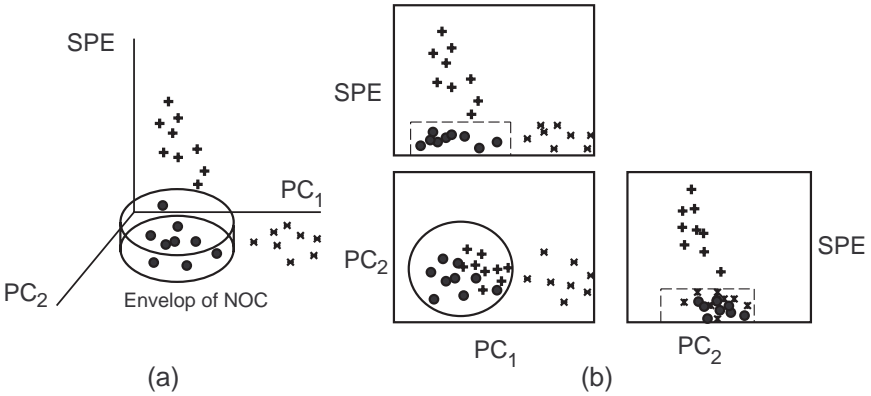 SPE
PC1
PC2
Envelop of NOC
(a)
SPE
PC2
PC1
SPE
PC2
(b)